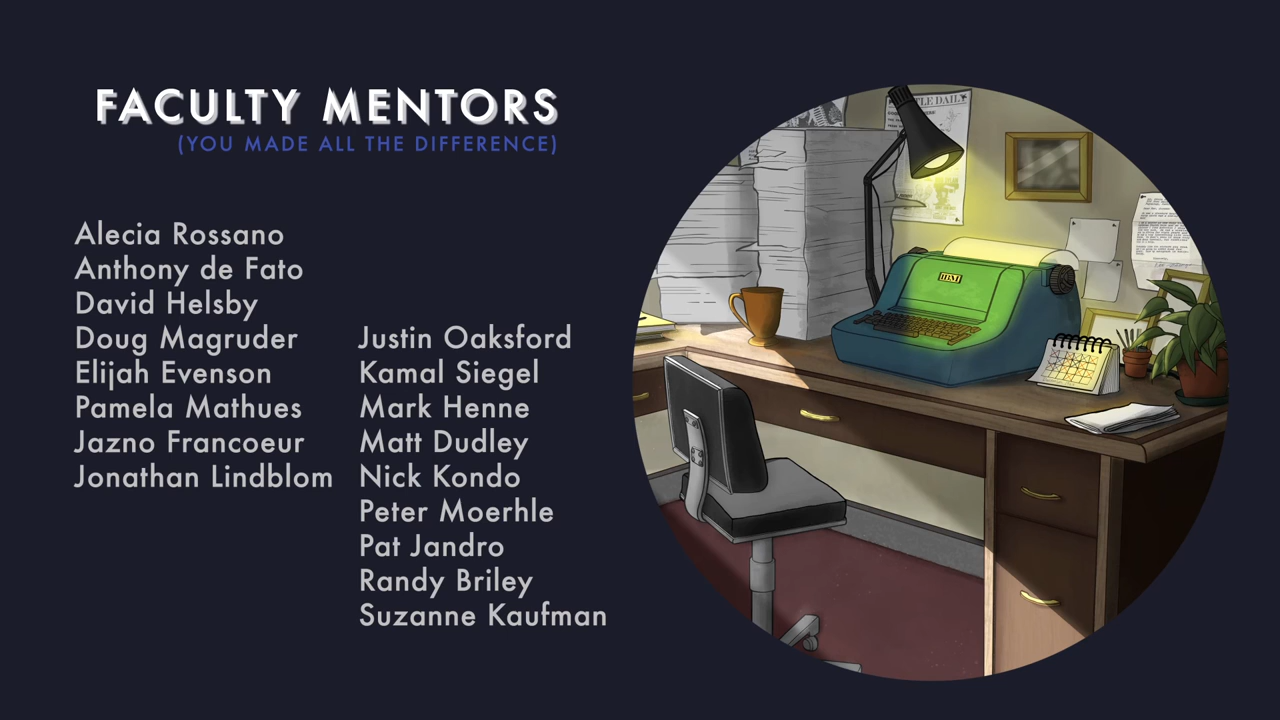 FACULTY MENTORS
(YOU MADE ALL THE DIFFERENCE)
Alecia Rossano
Anthony de Fato
David Helsby
Doug Magruder
Elijah Evenson
Pamela Mathues
Jazno Francoeur
Jonathan Lindblom
Justin Oaksford
Kamal Siegel
Mark Henne
Matt Dudley
Nick Kondo
Peter Moerhle
Pat Jandro
Randy Briley
Suzanne Kaufman
DAILY